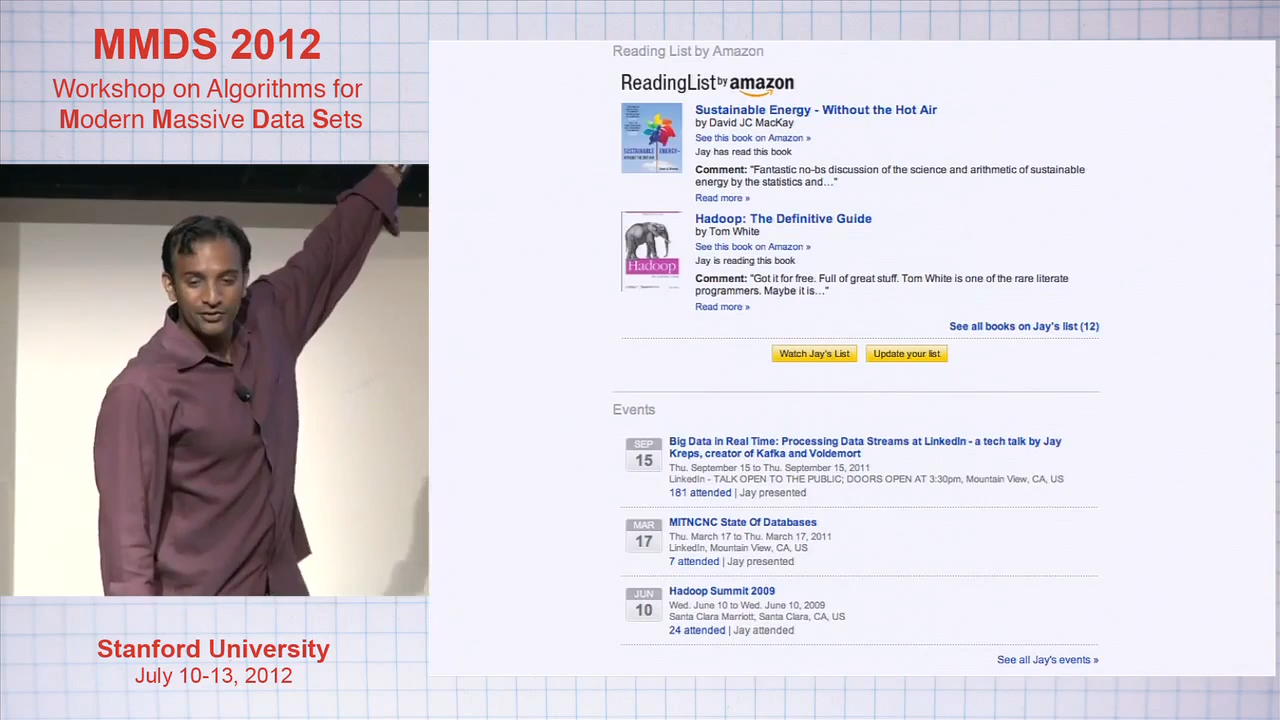 MMDS 2012
Workshop on Algorithms for
Modern Massive Data Sets
Stanford University
July 10-13, 2012
Reading List by Amazon
ReadingList by amazon
Sustainable Energy - Without the Hot Air
by David JC MacKay
See this book on Amazon »
Jay has read this book
Comment: "Fantastic no-bs discussion of the science and arithmetic of sustainable
energy by the statistics and…"
Read more »
SUSTAINABLE ENERGY
Hadoop: The Definitive Guide
by Tom White
See this book on Amazon »
Jay is reading this book
Comment: "Got it for free. Full of great stuff. Tom White is one of the rare literate
programmers. Maybe it is…"
Read more »
Hadoop
See all books on Jay's list (12)
Watch Jay's List
Update your list
Events
SEP
15
Big Data in Real Time: Processing Data Streams at LinkedIn - a tech talk by Jay
Kreps, creator of Kafka and Voldemort
Thu. September 15 to Thu. September 15, 2011
LinkedIn - TALK OPEN TO THE PUBLIC; DOORS OPEN AT 3:30pm, Mountain View, CA, US
181 attended | Jay presented
MAR
17
MITNCNC State Of Databases
Thu. March 17 to Thu. March 17, 2011
LinkedIn, Mountain View, CA, US
7 attended | Jay presented
JUN
10
Hadoop Summit 2009
Wed. June 10 to Wed. June 10, 2009
Santa Clara Marriott, Santa Clara, CA, US
24 attended | Jay attended
See all Jay's events »